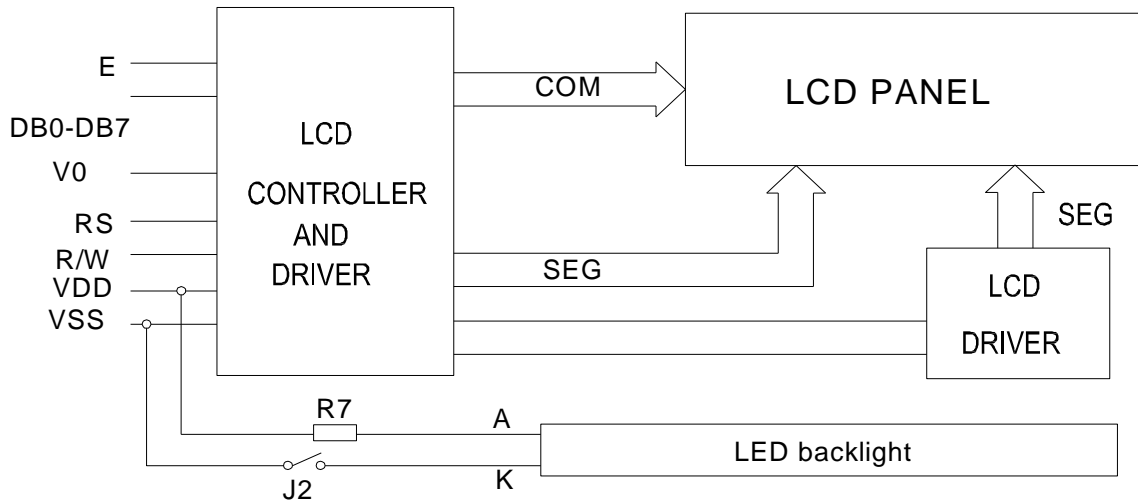 E
DB0-DB7
V0
RS
R/W
VDD
VSS
LCD
CONTROLLER
AND
DRIVER
COM
SEG
LCD PANEL
SEG
LCD
DRIVER
R7
A
J2
K
LED backlight